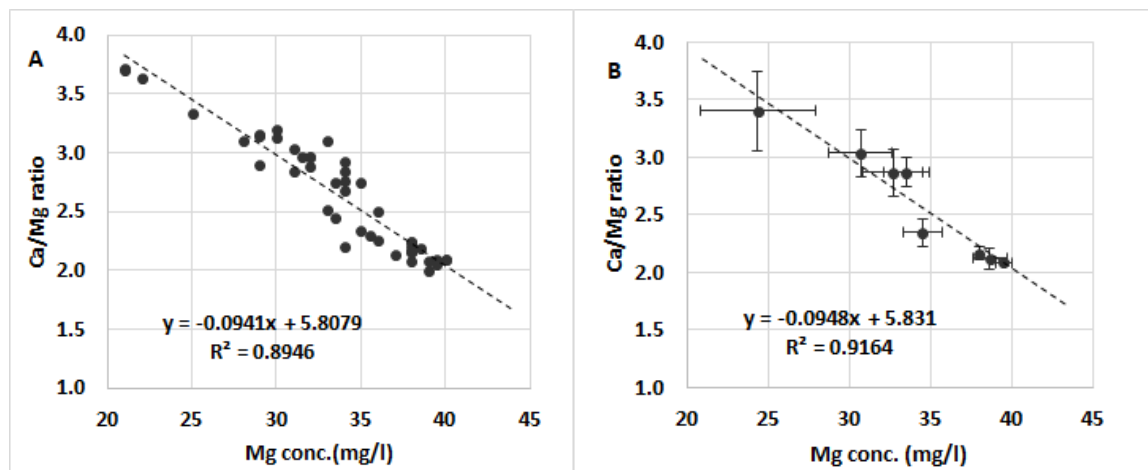 A
Ca/Mg ratio
4.0
3.5
3.0
2.5
2.0
1.5
1.0
y = -0.0941x + 5.8079
R² = 0.8946
20 25 30 35 40 45
Mg conc.(mg/l)
B
Ca/Mg ratio
4.0
3.5
3.0
2.5
2.0
1.5
1.0
y = -0.0948x + 5.831
R² = 0.9164
20 25 30 35 40 45
Mg conc. (mg/l)